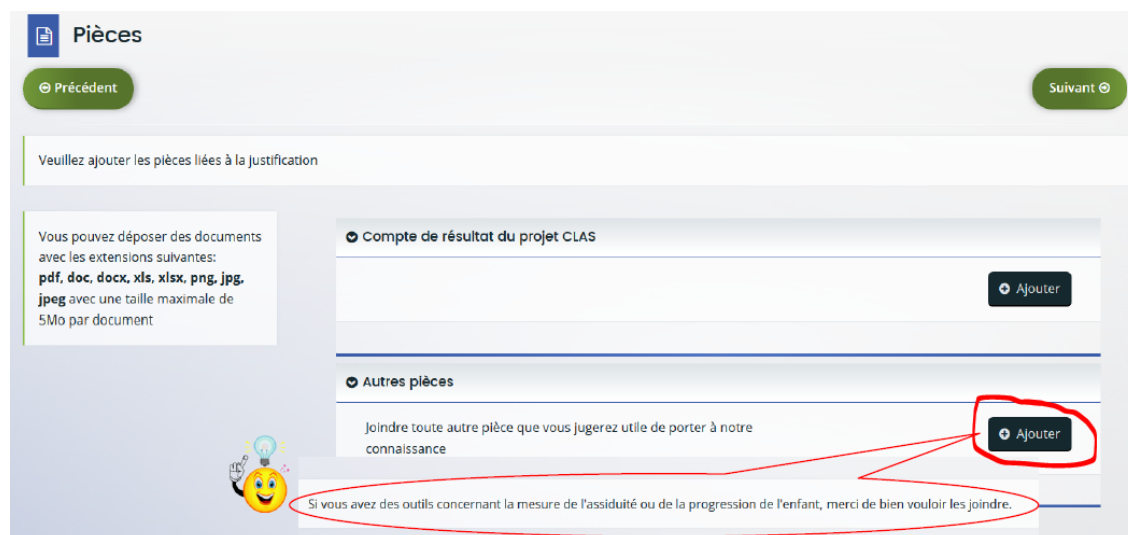 Pièces
Précédent
Suivant
Veuillez ajouter les pièces liées à la justification
Vous pouvez déposer des documents
avec les extensions suivantes:
pdf, doc, docx, xls, xlsx, png, jpg,
jpeg avec une taille maximale de
5Mo par document
Compte de résultat du projet CLAS
Ajouter
Autres pièces
Joindre toute autre pièce que vous jugerez utile de porter à notre
connaissance
Ajouter
Si vous avez des outils concernant la mesure de l'assiduité ou de la progression de l'enfant, merci de bien vouloir les joindre.